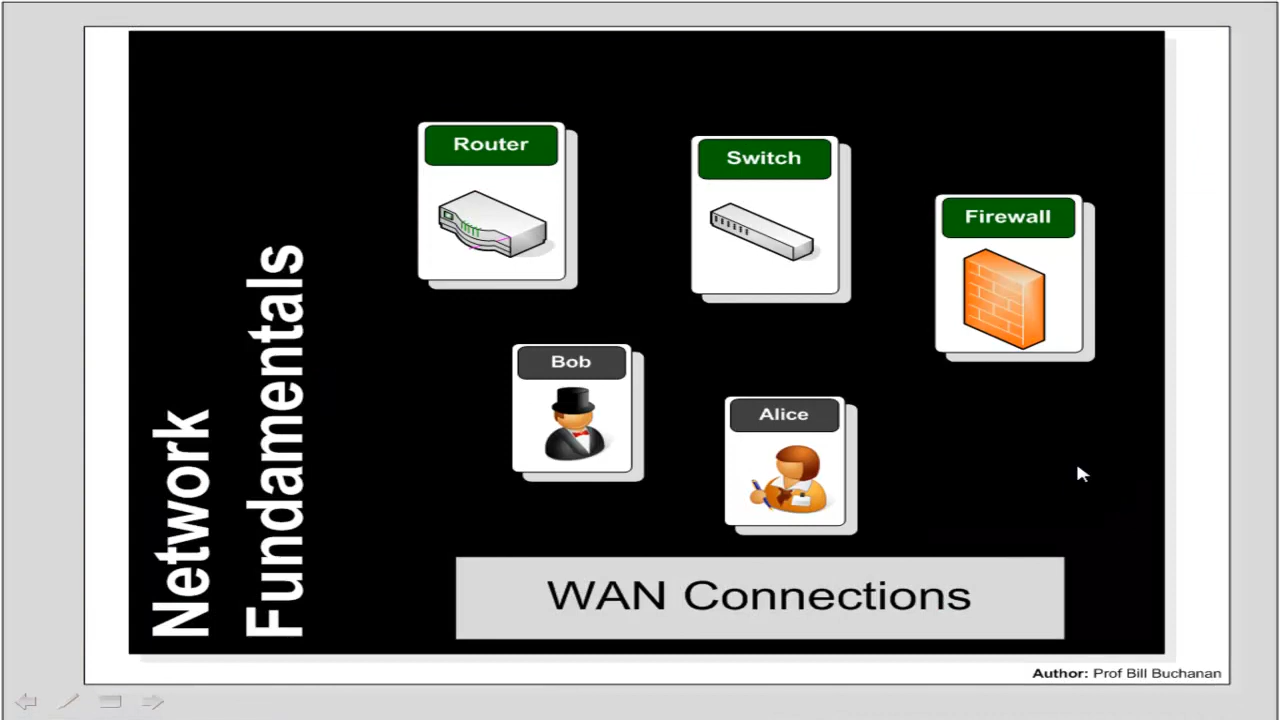 Network
Fundamentals
Router
Switch
Firewall
Bob
Alice
WAN Connections
Author: Prof Bill Buchanan